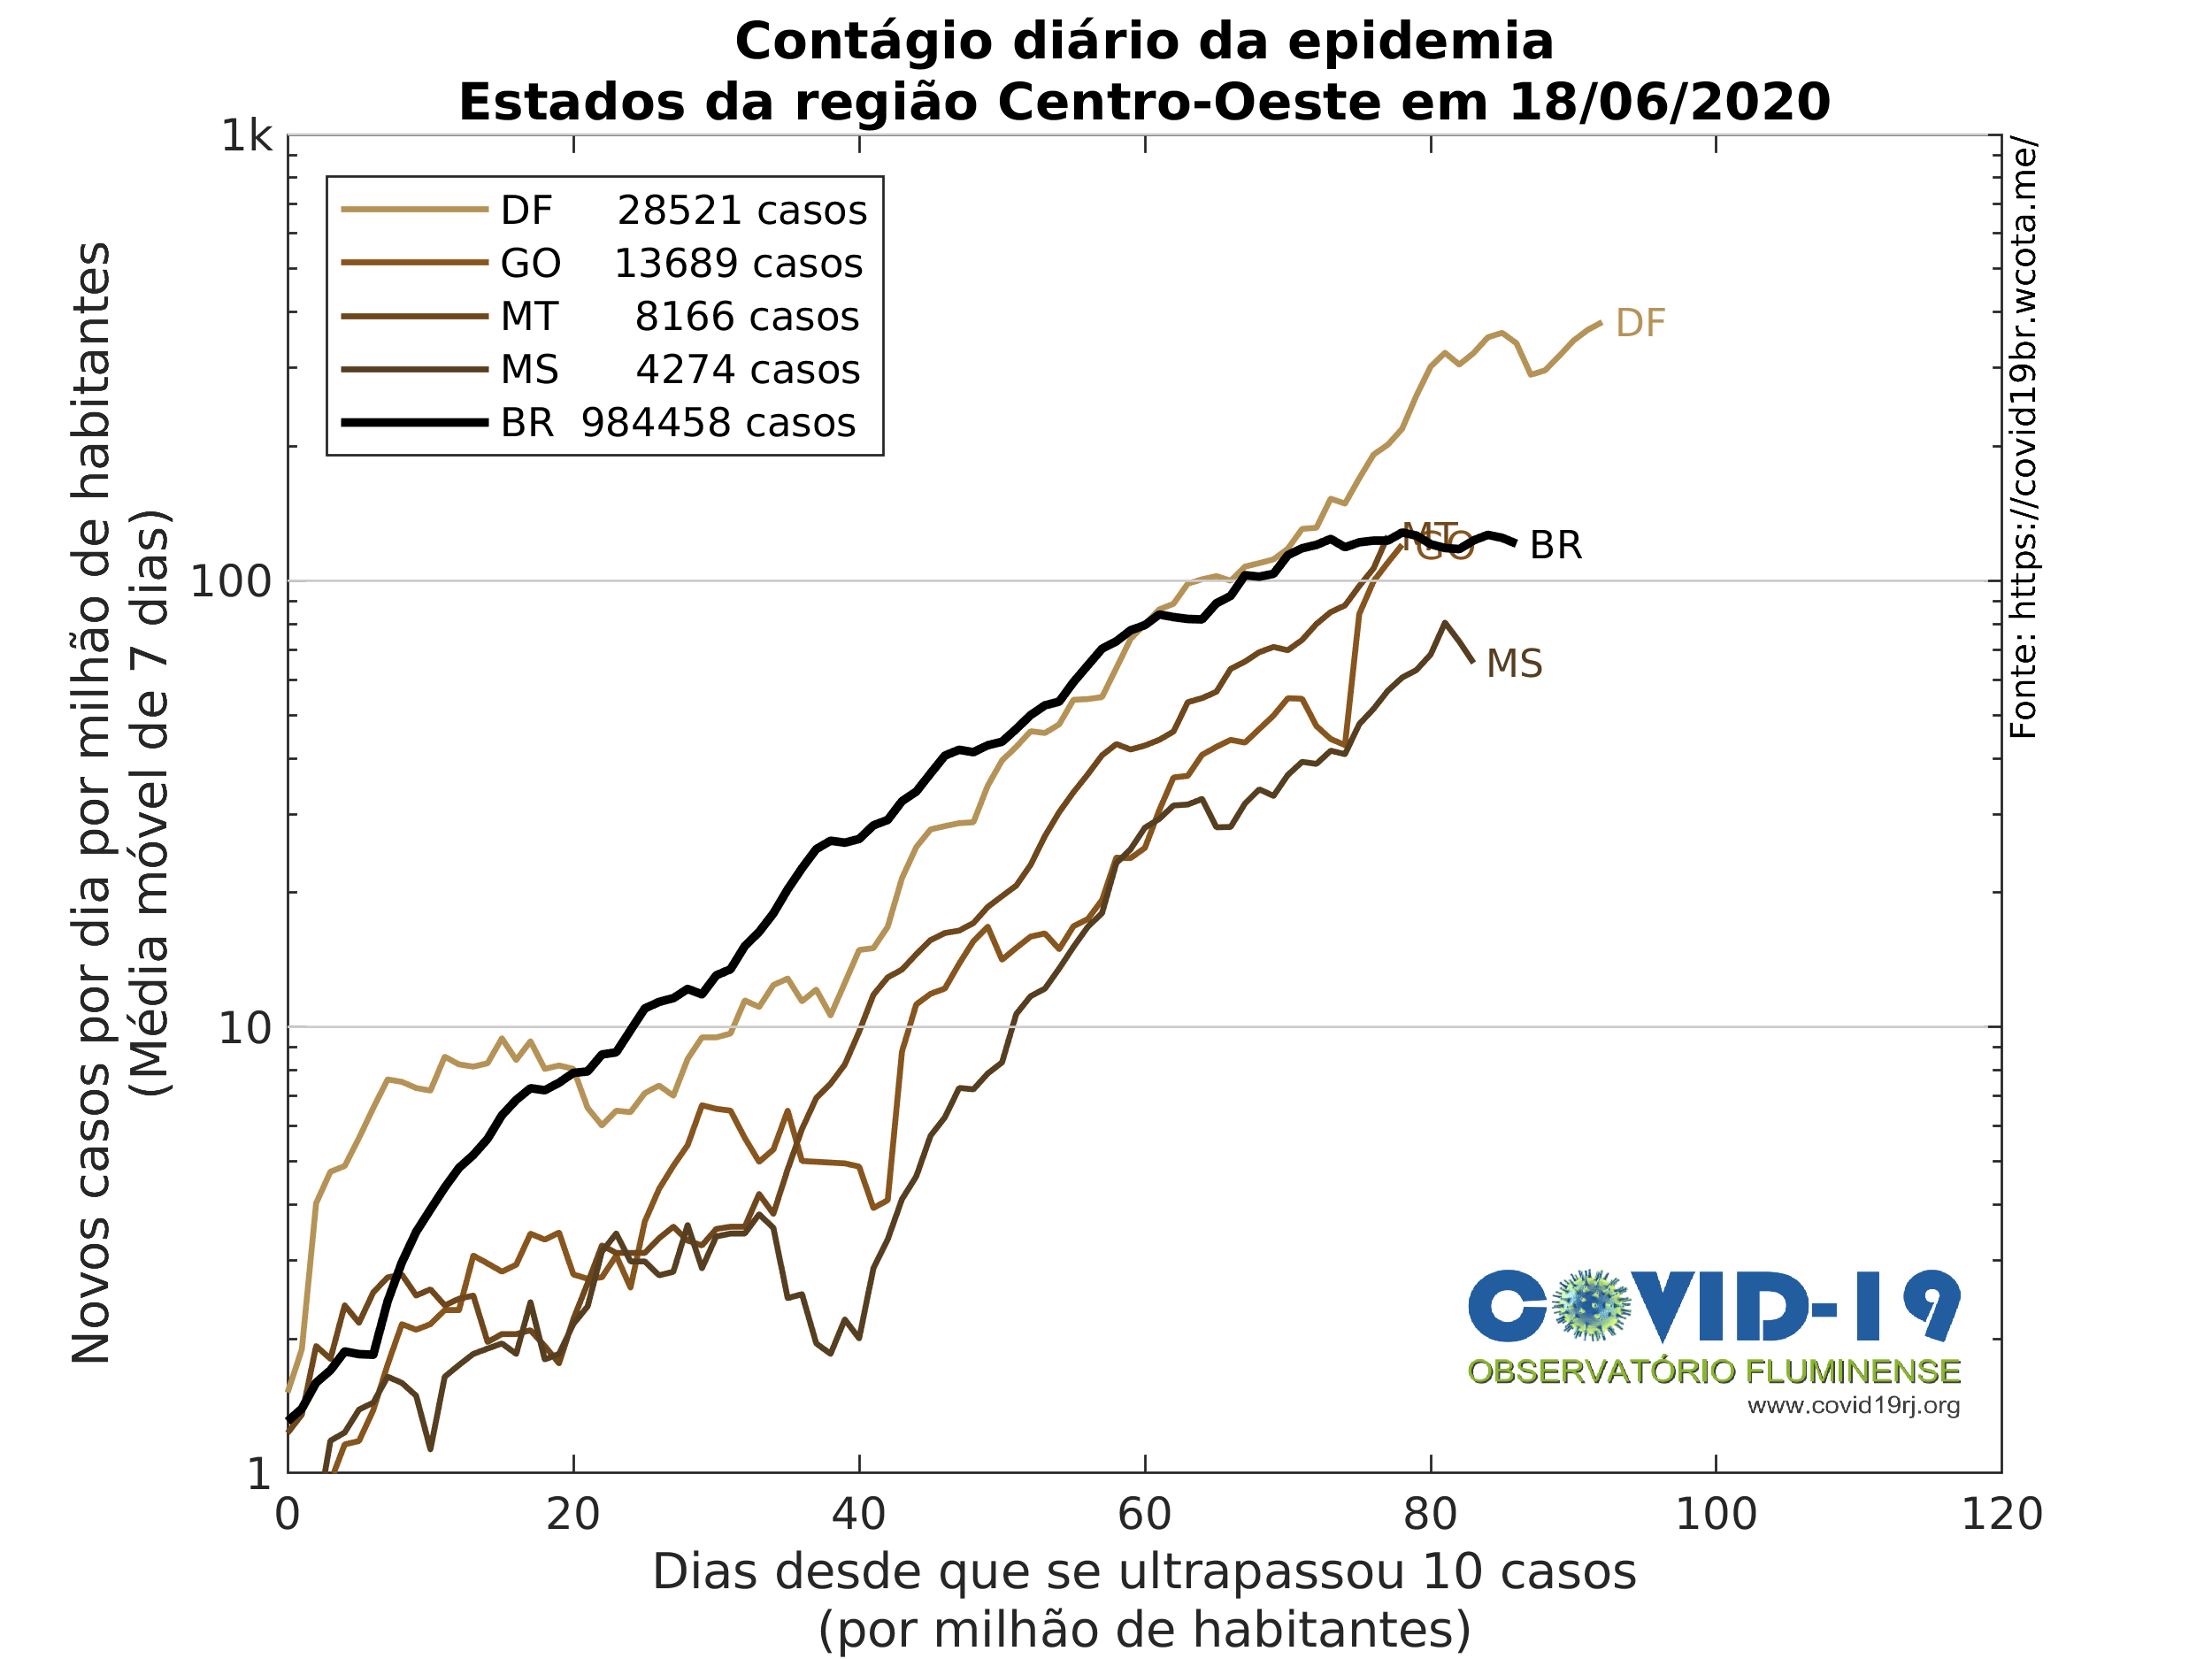 Contágio diário da epidemia
Estados da região Centro-Oeste em 18/06/2020
1k
100
10
1
Novos casos por dia por milhão de habitantes
(Média móvel de 7 dias)
DF 28521 casos
GO 13689 casos
MT 8166 casos
MS 4274 casos
BR 984458 casos
DF
MT
GO
BR
MS
Fonte: https://covid19br.wcota.me/
COVID-19
OBSERVATÓRIO FLUMINENSE
www.covid19rj.org
0 20 40 60 80 100 120
Dias desde que se ultrapassou 10 casos
(por milhão de habitantes)